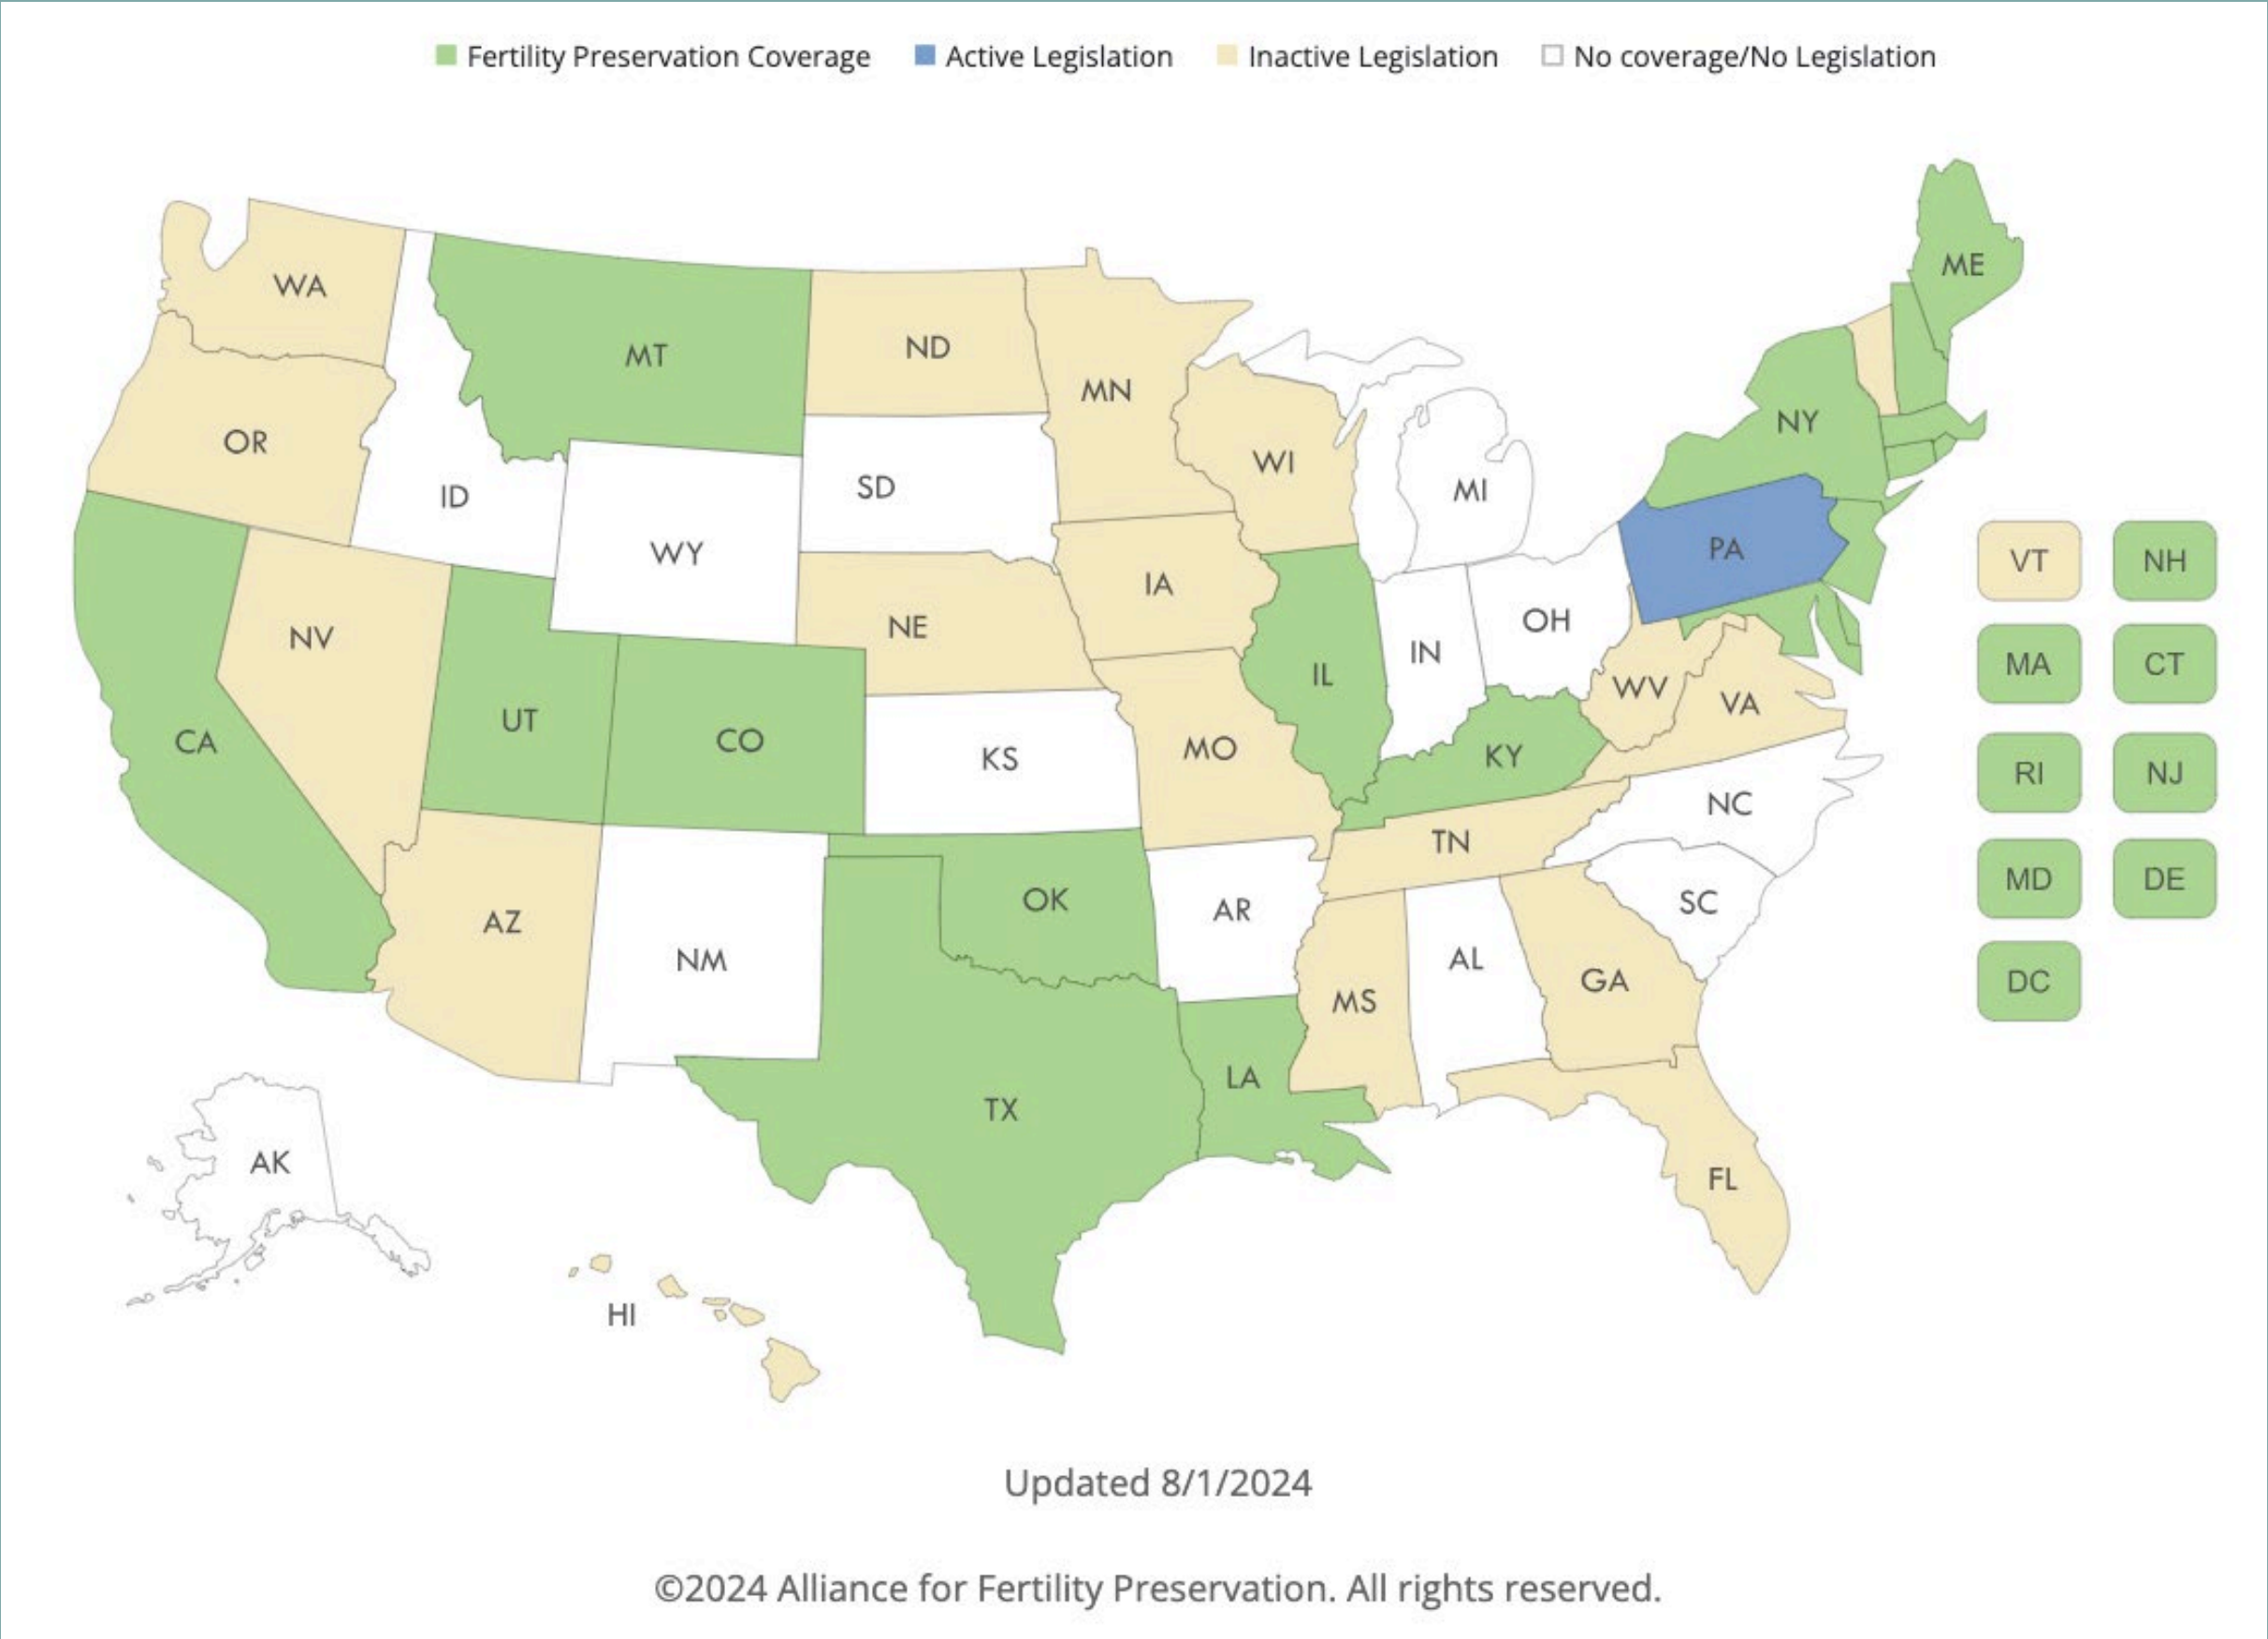 Fertility Preservation Coverage Active Legislation Inactive Legislation No coverage/No Legislation
ME
WA
MT
ND
MN
NY
OR
WI
ID
SD
MI
WY
PA
VT NH
IA
OH
NE
NV
IN
MA CT
IL
WV
VA
UT
CO
CA
MO
KS
KY
RI NJ
NC
TN
MD DE
OK
SC
AR
AZ
NM
AL
GA
DC
MS
LA
TX
AK
FL
HI
Updated 8/1/2024
©2024 Alliance for Fertility Preservation. All rights reserved.